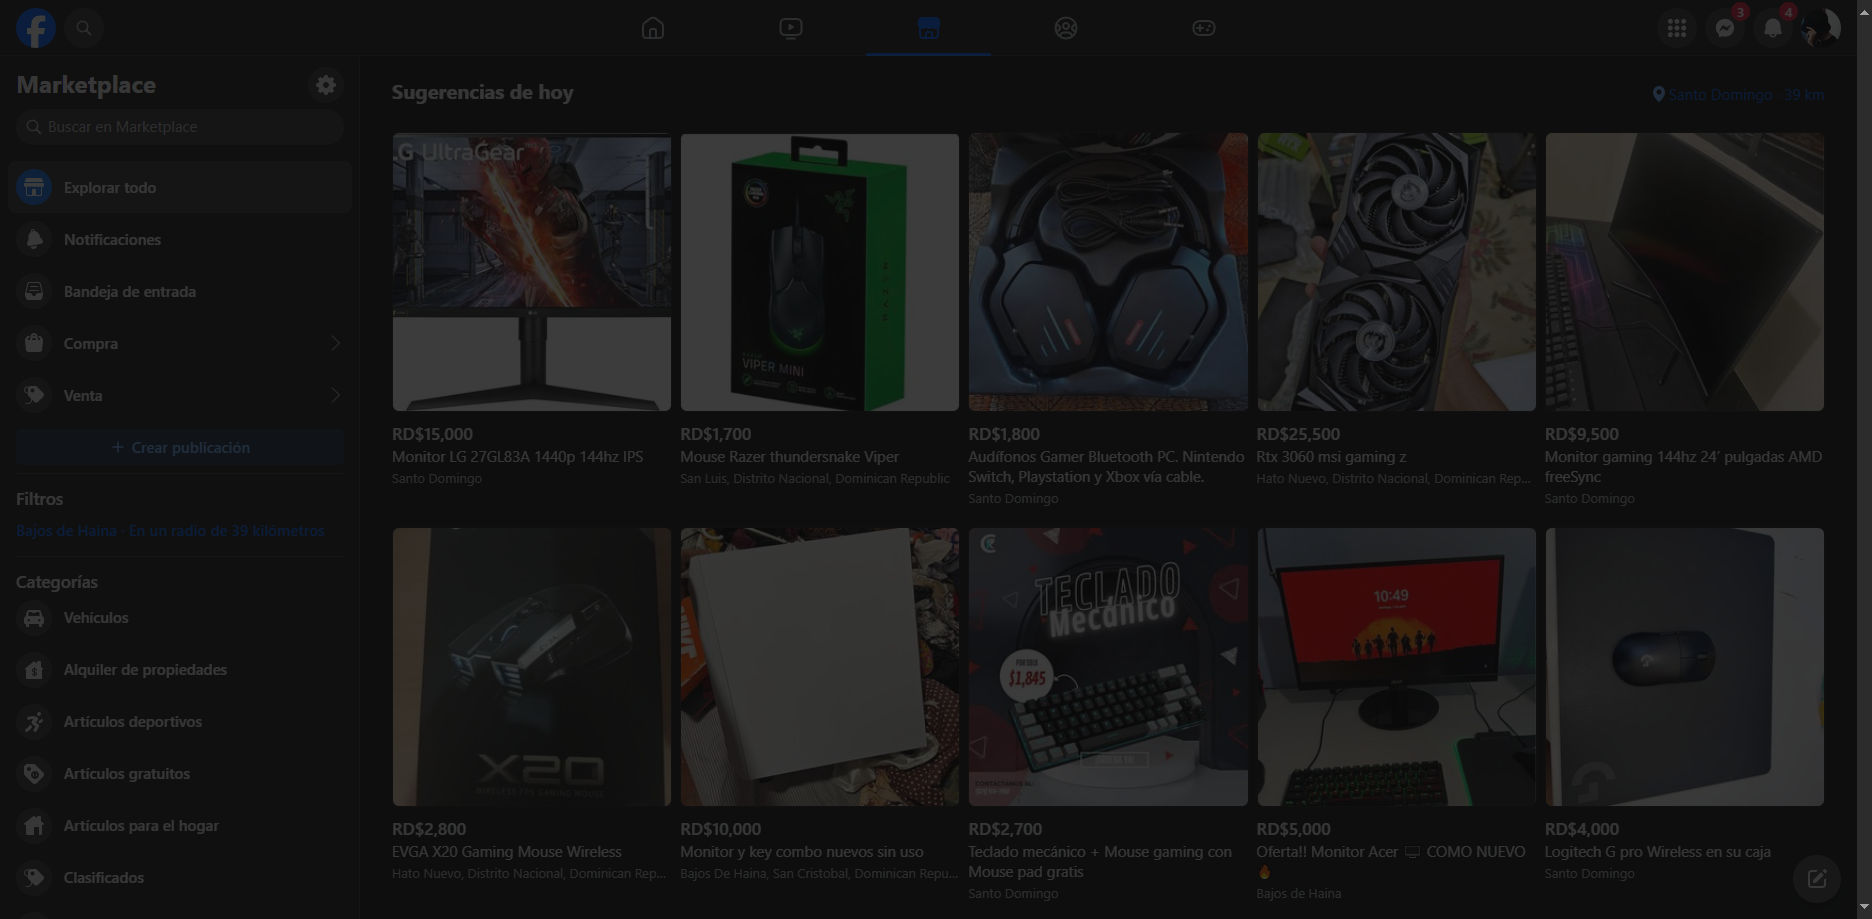 3
4
Marketplace
Buscar en Marketplace
Explorar todo
Notificaciones
Bandeja de entrada
Compra
Venta
+ Crear publicación
Filtros
Bajos de Haina · En un radio de 39 kilómetros
Categorías
Vehículos
Alquiler de propiedades
Artículos deportivos
Artículos gratuitos
Artículos para el hogar
Clasificados
Sugerencias de hoy
Santo Domingo · 39 km
G UltraGear
VIPER MINI
RD$15,000
Monitor LG 27GL83A 1440p 144hz IPS
Santo Domingo
RD$1,700
Mouse Razer thundersnake Viper
San Luis, Distrito Nacional, Dominican Republic
RD$1,800
Audífonos Gamer Bluetooth PC. Nintendo
Switch, Playstation y Xbox vía cable.
Santo Domingo
RD$25,500
Rtx 3060 msi gaming z
Hato Nuevo, Distrito Nacional, Dominican Rep...
RD$9,500
Monitor gaming 144hz 24´ pulgadas AMD
freeSync
Santo Domingo
X20
WIRELESS FPS GAMING MOUSE
TECLADO
Mecánico
POR SOLO
$1,845
10:49
RD$2,800
EVGA X20 Gaming Mouse Wireless
Hato Nuevo, Distrito Nacional, Dominican Rep...
RD$10,000
Monitor y key combo nuevos sin uso
Bajos De Haina, San Cristobal, Dominican Repu...
RD$2,700
Teclado mecánico + Mouse gaming con
Mouse pad gratis
Santo Domingo
RD$5,000
Oferta!! Monitor Acer 🖥 COMO NUEVO
🔥
Bajos de Haina
RD$4,000
Logitech G pro Wireless en su caja
Santo Domingo